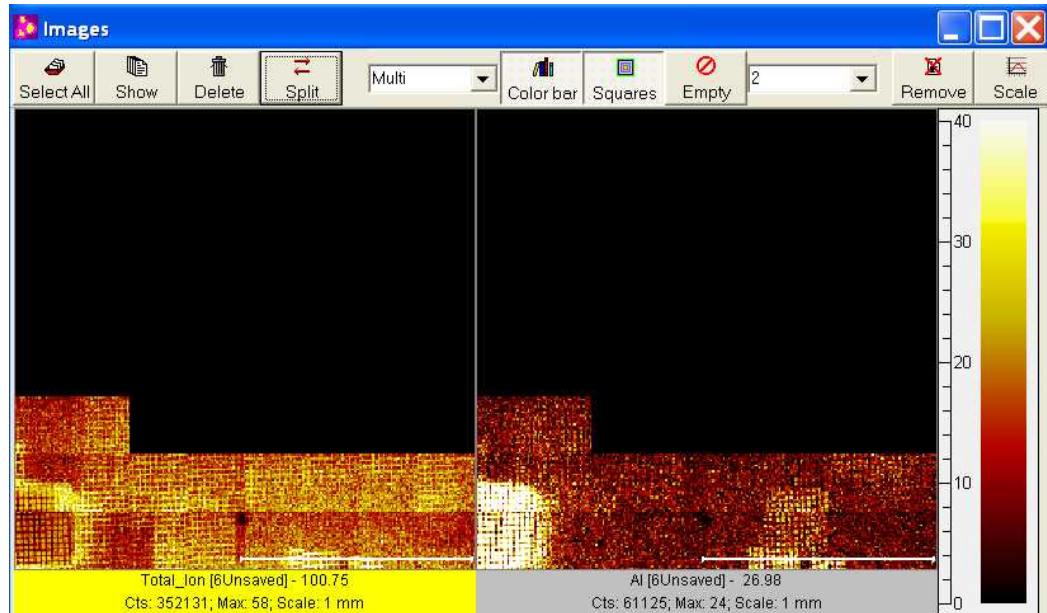 Images
Select All Show Delete Split Multi Color bar Squares Empty 2 Remove Scale
40
30
20
10
0
Total_Ion [6Unsaved] - 100.75
Cts: 352131; Max: 58; Scale: 1 mm
Al [6Unsaved] - 26.98
Cts: 61125; Max: 24; Scale: 1 mm